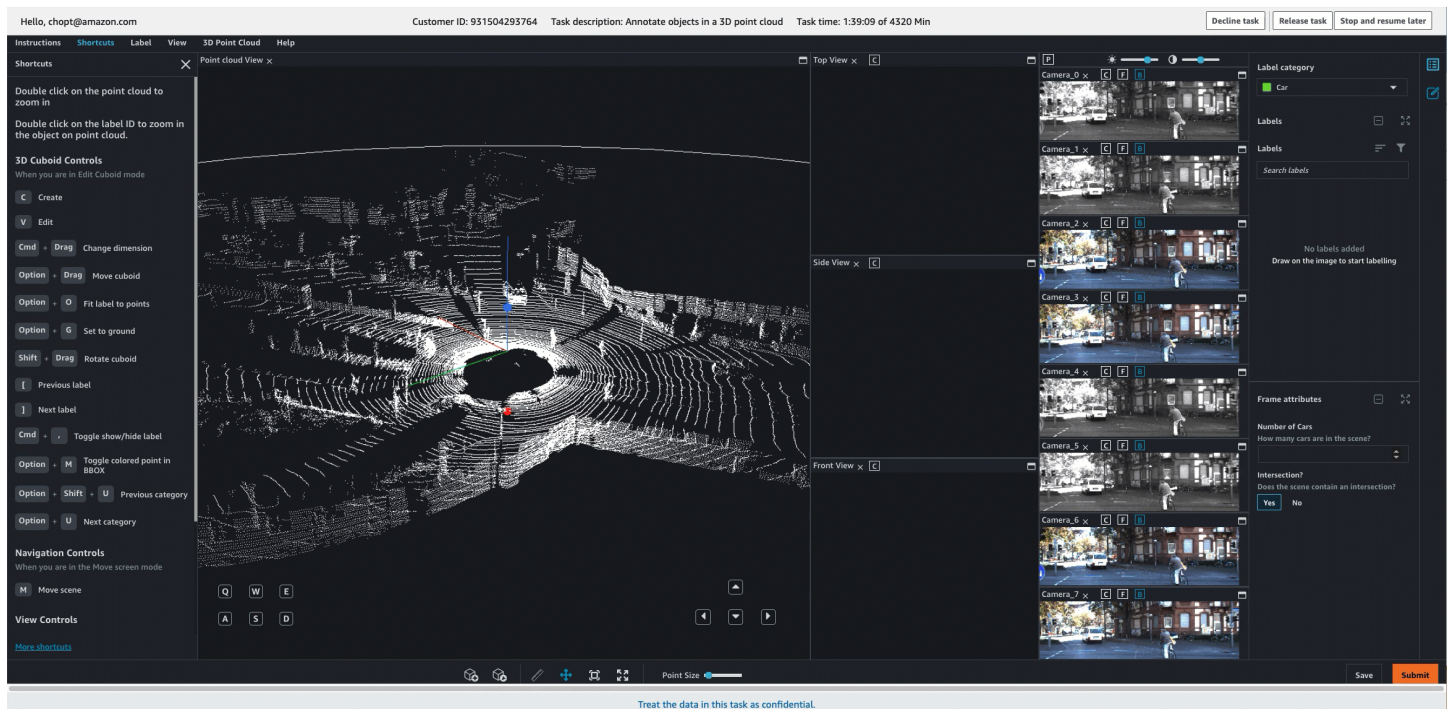 Hello, chopt@amazon.com
Customer ID: 931504293764 Task description: Annotate objects in a 3D point cloud Task time: 1:39:09 of 4320 Min
Decline task Release task Stop and resume later
Instructions Shortcuts Label View 3D Point Cloud Help
Shortcuts
Double click on the point cloud to
zoom in
Double click on the label ID to zoom in
the object on point cloud.
3D Cuboid Controls
When you are in Edit Cuboid mode
C Create
V Edit
Cmd + Drag Change dimension
Option + Drag Move cuboid
Option + O Fit label to points
Option + G Set to ground
Shift + Drag Rotate cuboid
[ Previous label
] Next label
Cmd + , Toggle show/hide label
Option + M Toggle colored point in
BBOX
Option + Shift + U Previous category
Option + U Next category
Navigation Controls
When you are in the Move screen mode
M Move scene
View Controls
More shortcuts
Point cloud View x
Q W E
A S D
Top View x C
Side View x C
Front View x C
P
Camera_0 x C F B
Camera_1 x C F B
Camera_2 x C F B
Camera_3 x C F B
Camera_4 x C F B
Camera_5 x C F B
Camera_6 x C F B
Camera_7 x C F B
Label category
Car
Labels
Labels
Search labels
No labels added
Draw on the image to start labelling
Frame attributes
Number of Cars
How many cars are in the scene?
Intersection?
Does the scene contain an intersection?
Yes No
Point Size
Save Submit
Treat the data in this task as confidential.